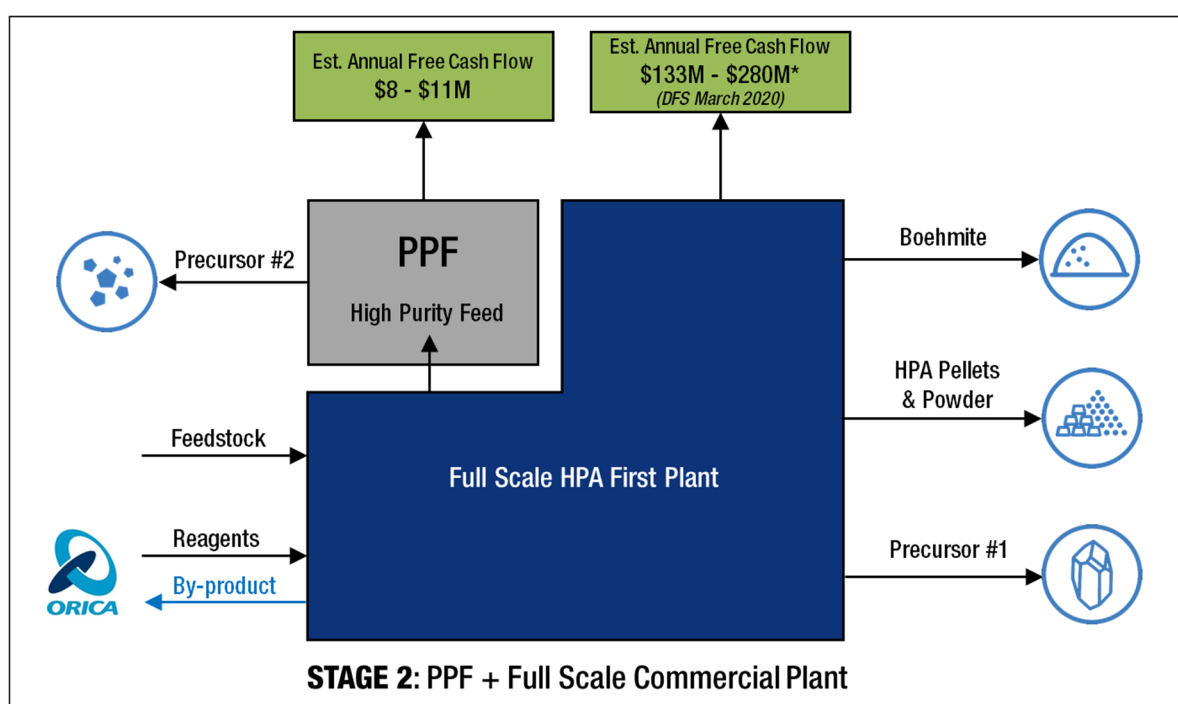 Est. Annual Free Cash Flow
$8 - $11M
Est. Annual Free Cash Flow
$133M - $280M*
(DFS March 2020)
Precursor #2
PPF
High Purity Feed
Boehmite
HPA Pellets
& Powder
Feedstock
Full Scale HPA First Plant
Reagents
By-product
ORICA
Precursor #1
STAGE 2: PPF + Full Scale Commercial Plant